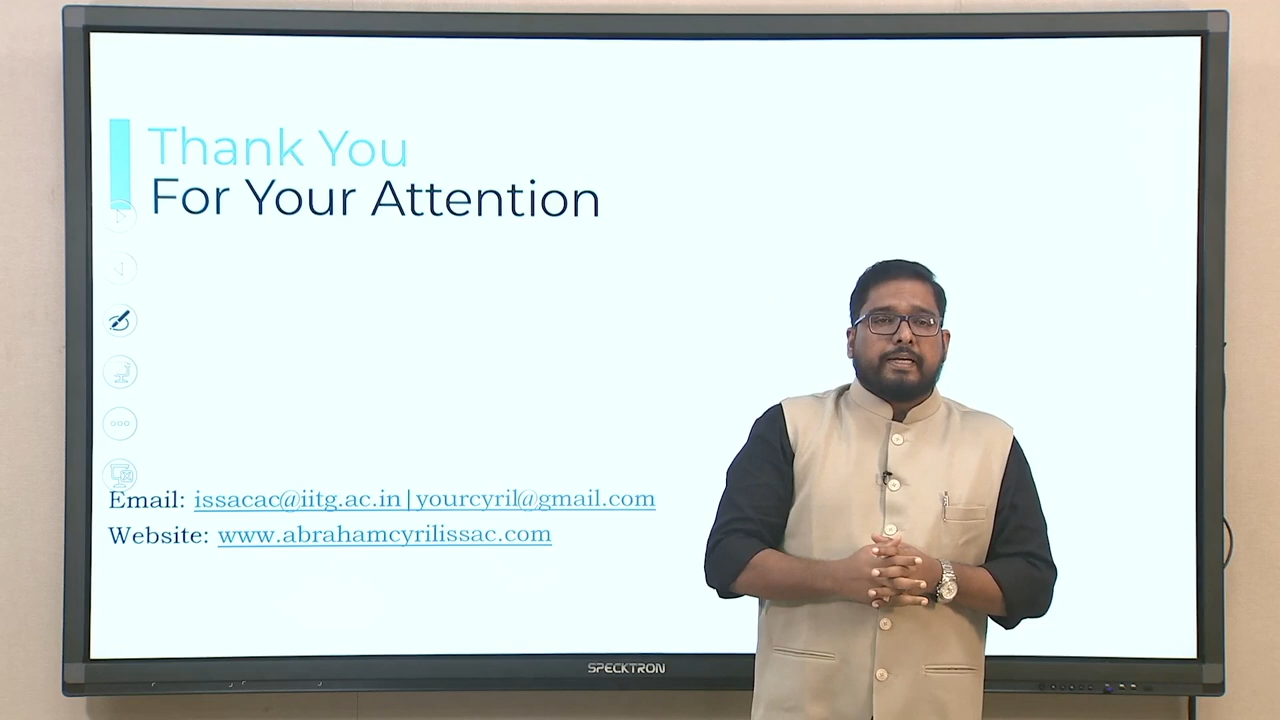 Thank You
For Your Attention
Email: issacac@iitg.ac.in|yourcyril@gmail.com
Website: www.abrahamcyrilissac.com
SPECKTRON